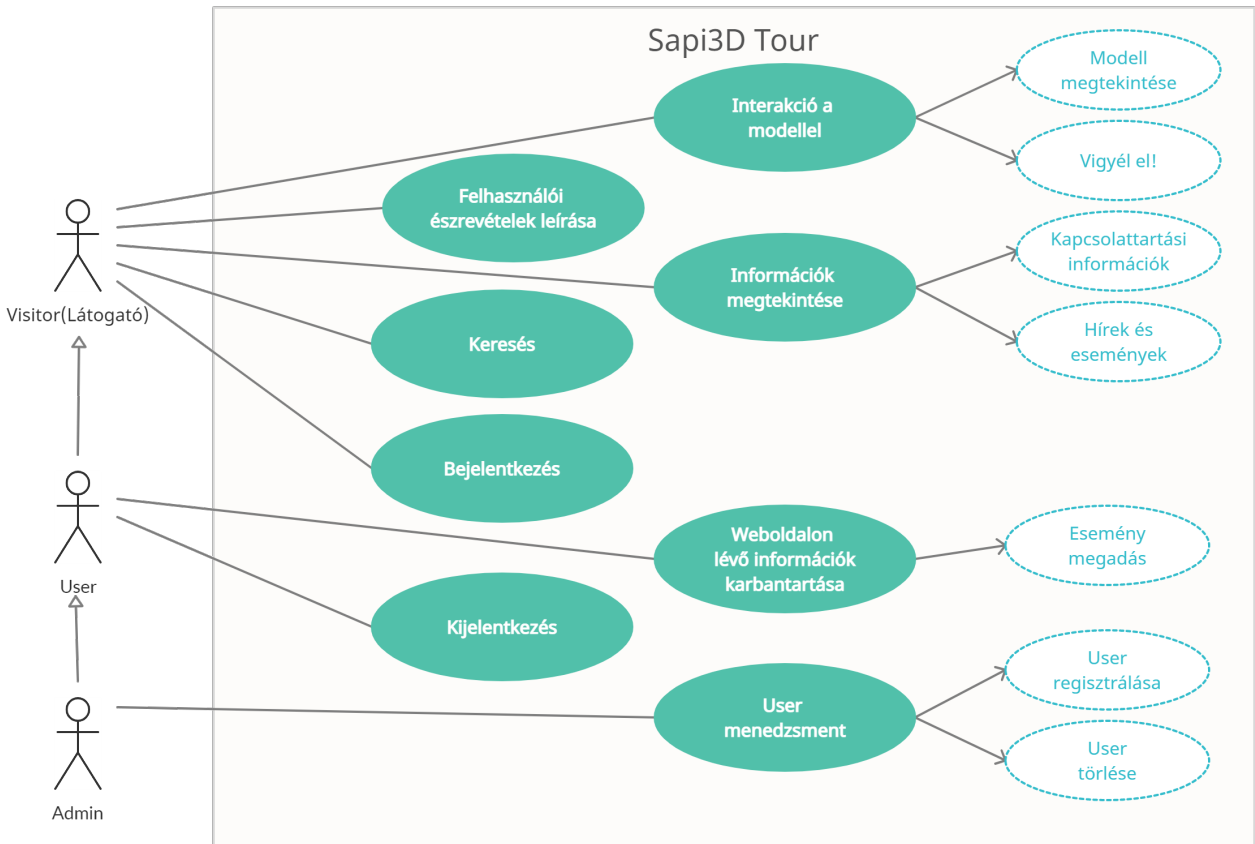 Sapi3D Tour
Interakció a
modellel
Modell
megtekintése
Vigyél el!
Felhasználói
észrevételek leírása
Információk
megtekintése
Kapcsolattartási
információk
Hírek és
események
Visitor(Látogató)
Keresés
Bejelentkezés
User
Weboldalon
lévő információk
karbantartása
Esemény
megadás
Kijelentkezés
User
menedzsment
User
regisztrálása
User
törlése
Admin